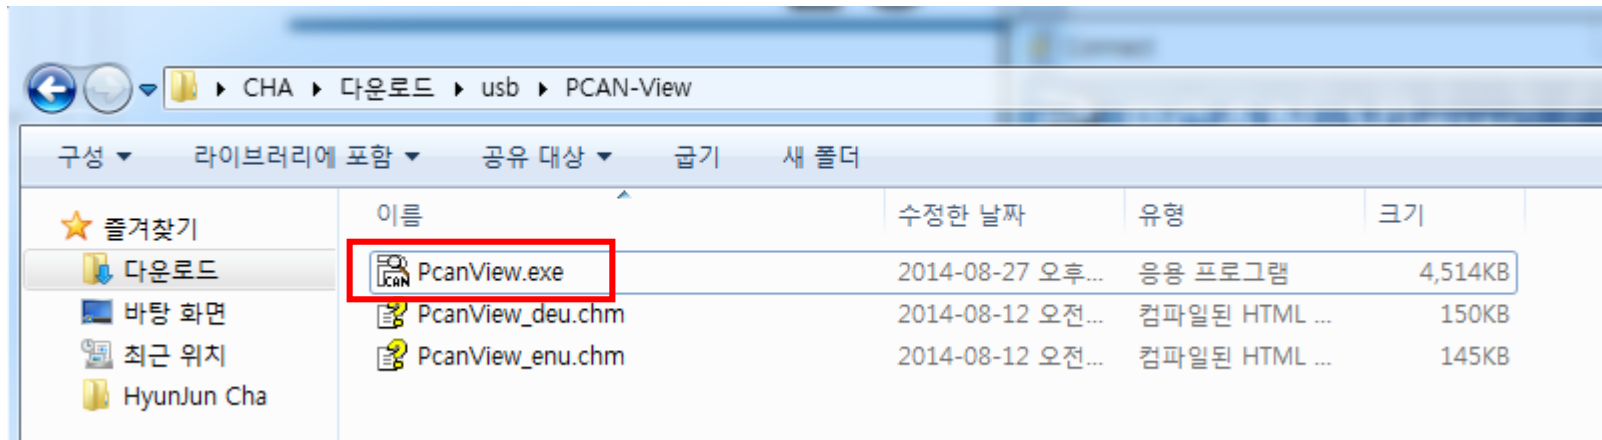 Connect
CHA 다운로드 usb PCAN-View
구성 라이브러리에 포함 공유 대상 굽기 새 폴더
이름 수정한 날짜 유형 크기
즐겨찾기
다운로드
바탕 화면
최근 위치
HyunJun Cha
CAN PcanView.exe 2014-08-27 오후... 응용 프로그램 4,514KB
PcanView_deu.chm 2014-08-12 오전... 컴파일된 HTML ... 150KB
PcanView_enu.chm 2014-08-12 오전... 컴파일된 HTML ... 145KB